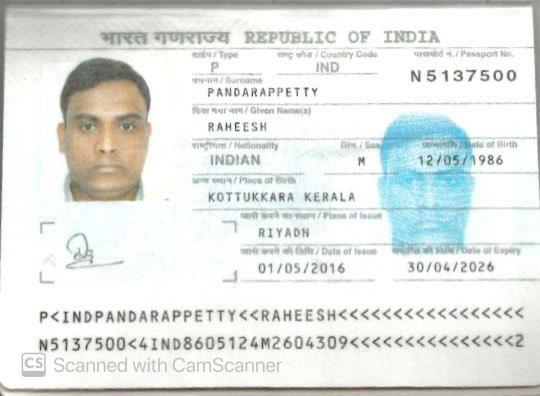 भारत गणराज्य REPUBLIC OF INDIA
टाईप / Type राष्ट्र कोड / Country Code पासपोर्ट नं. / Passport No.
P IND N5137500
उपनाम / Surname
PANDARAPPETTY
दिया गया नाम / Given Name(s)
RAHEESH
राष्ट्रीयता / Nationality लिंग / Sex जन्मतिथि / Date of Birth
INDIAN M 12/05/1986
जन्म स्थान / Place of Birth
KOTTUKKARA KERALA
जारी करने का स्थान / Place of Issue
RIYADH
जारी करने की तिथि / Date of Issue समाप्ति की तिथि / Date of Expiry
01/05/2016 30/04/2026
P<INDPANDARAPPETTY<<RAHEESH<<<<<<<<<<<<<<<<<
N5137500<4IND8605124M2604309<<<<<<<<<<<<<<<2
CS Scanned with CamScanner